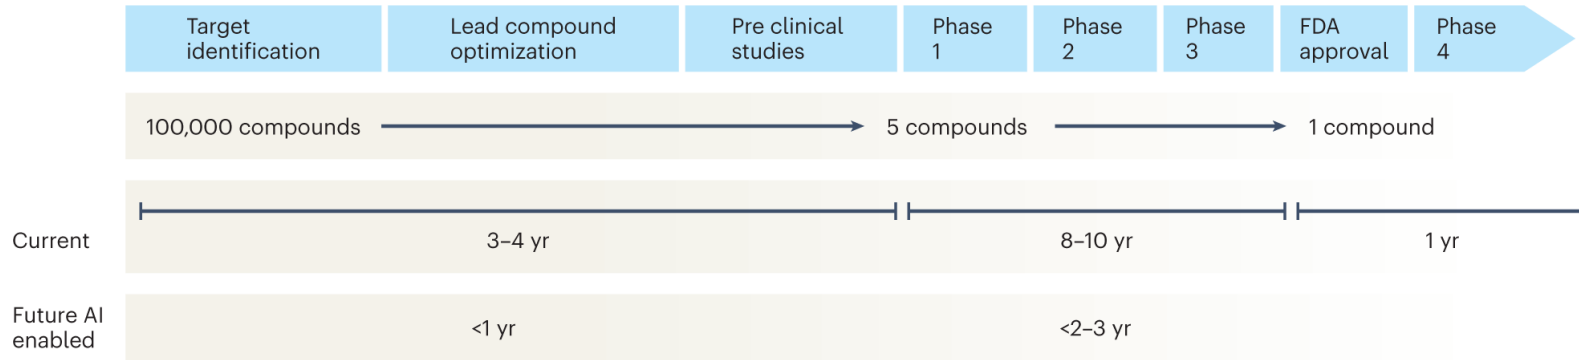 Target
identification
Lead compound
optimization
Pre clinical
studies
Phase
1
Phase
2
Phase
3
FDA
approval
Phase
4
100,000 compounds
5 compounds
1 compound
Current
3–4 yr
8–10 yr
1 yr
Future AI
enabled
<1 yr
<2–3 yr